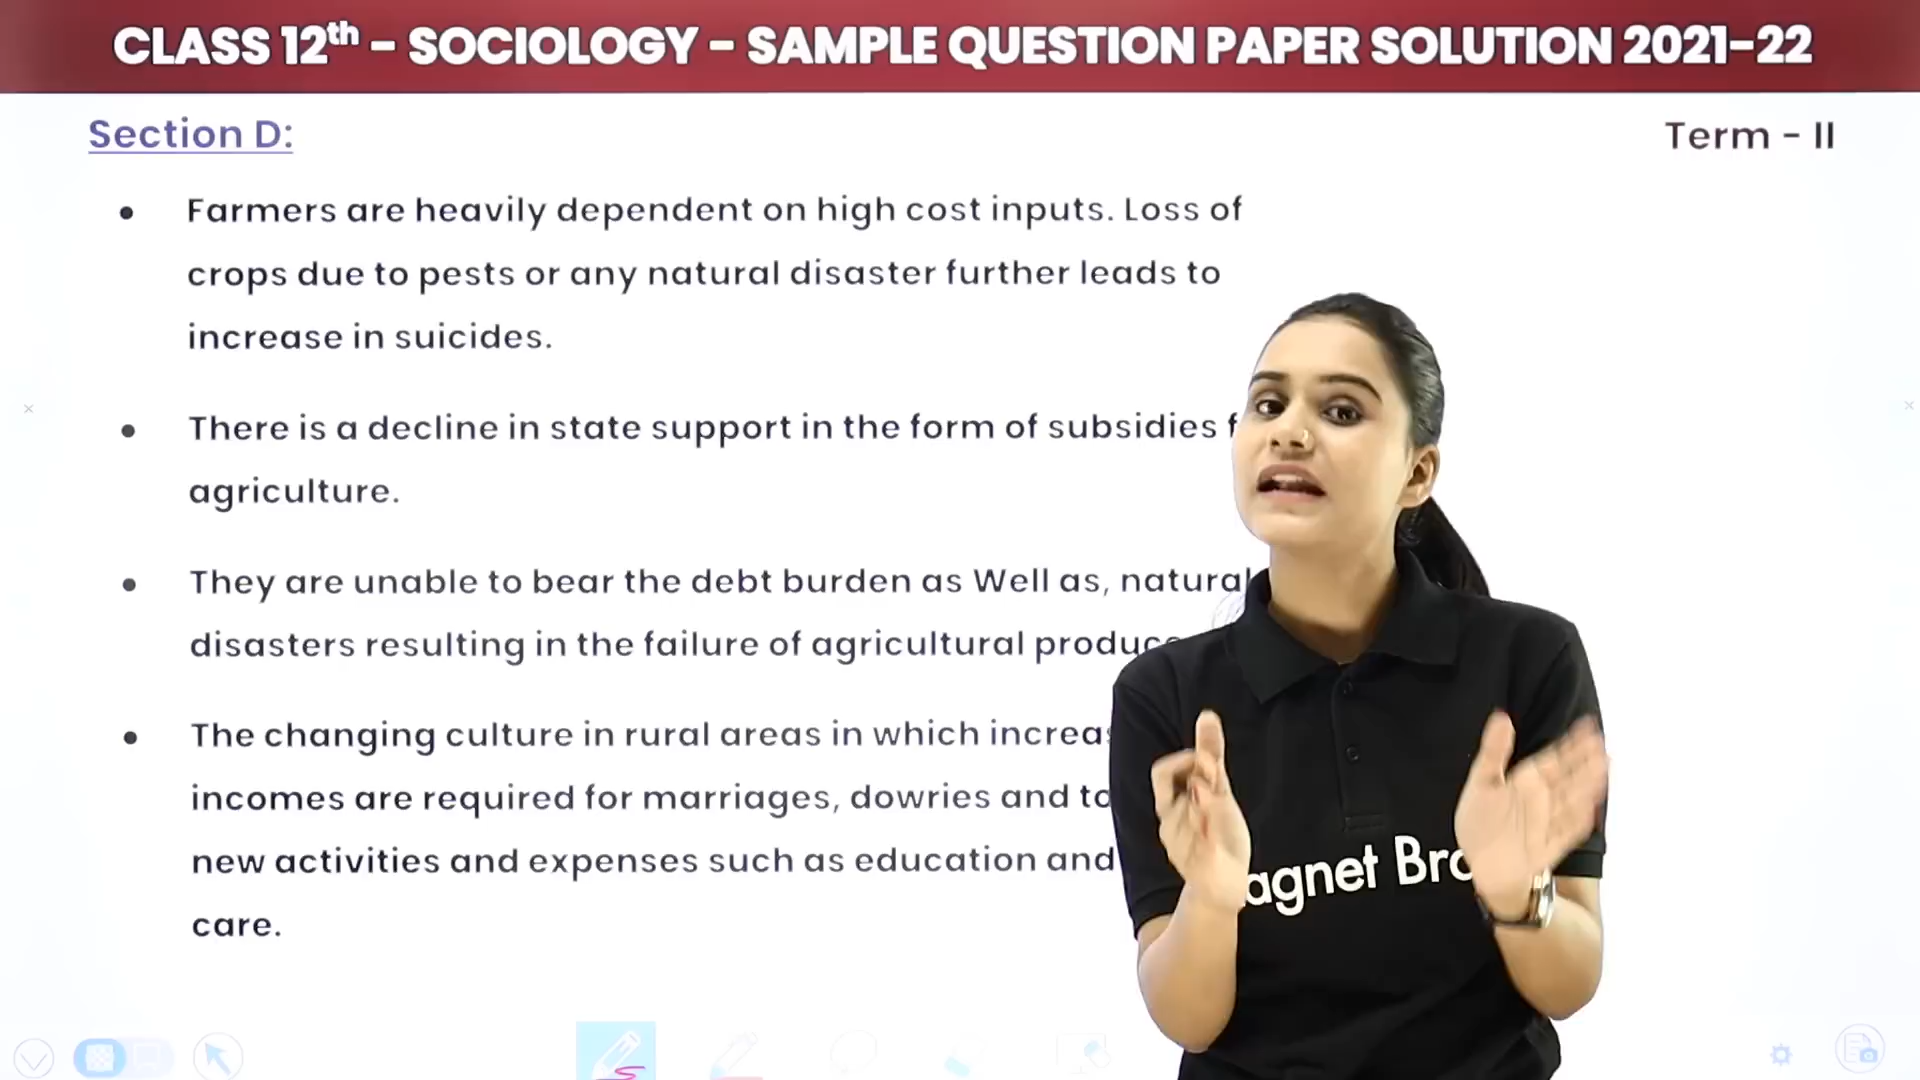 CLASS 12th - SOCIOLOGY - SAMPLE QUESTION PAPER SOLUTION 2021-22
Section D:
Term - II
• Farmers are heavily dependent on high cost inputs. Loss of
crops due to pests or any natural disaster further leads to
increase in suicides.
• There is a decline in state support in the form of subsidies
agriculture.
• They are unable to bear the debt burden as Well as, natural
disasters resulting in the failure of agricultural
• The changing culture in rural areas in which
incomes are required for marriages, dowries and
new activities and expenses such as education and
care.
agnet Bro